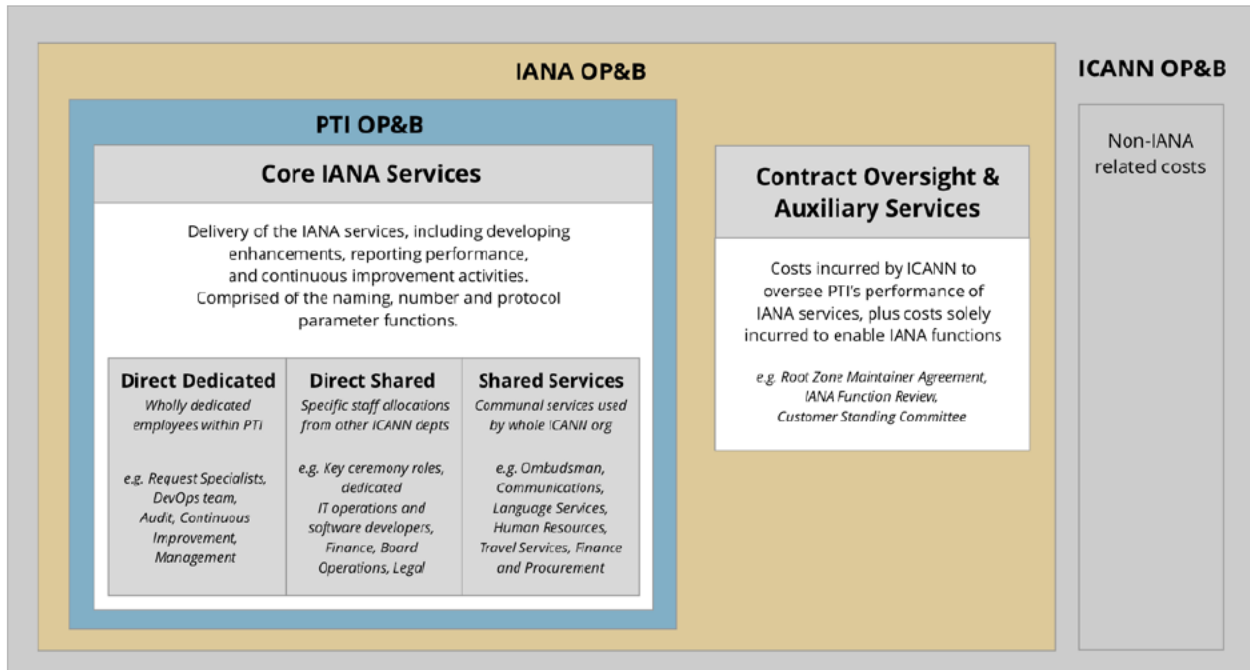 IANA OP&B
ICANN OP&B
PTI OP&B
Core IANA Services
Delivery of the IANA services, including developing
enhancements, reporting performance,
and continuous improvement activities.
Comprised of the naming, number and protocol
parameter functions.
Direct Dedicated
Wholly dedicated
employees within PTI
e.g. Request Specialists,
DevOps team,
Audit, Continuous
Improvement,
Management
Direct Shared
Specific staff allocations
from other ICANN depts
e.g. Key ceremony roles,
dedicated
IT operations and
software developers,
Finance, Board
Operations, Legal
Shared Services
Communal services used
by whole ICANN org
e.g. Ombudsman,
Communications,
Language Services,
Human Resources,
Travel Services, Finance
and Procurement
Contract Oversight &
Auxiliary Services
Costs incurred by ICANN to
oversee PTI's performance of
IANA services, plus costs solely
incurred to enable IANA functions
e.g. Root Zone Maintainer Agreement,
IANA Function Review,
Customer Standing Committee
Non-IANA
related costs